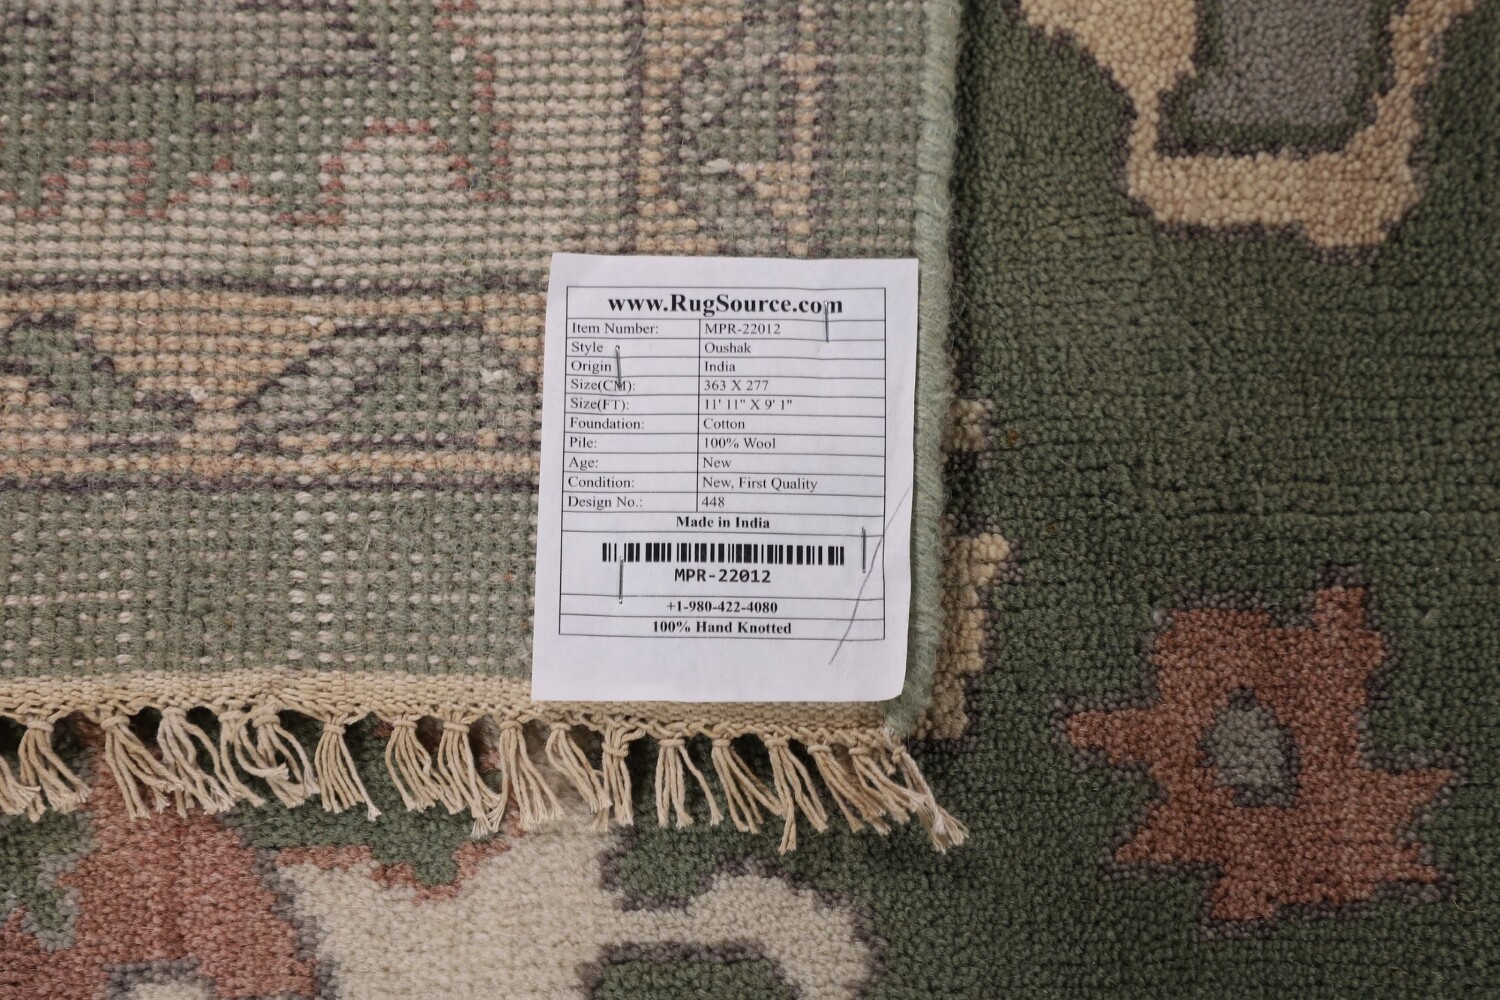 www.RugSource.com
Item Number: MPR-22012
Style Oushak
Origin India
Size(CM): 363 X 277
Size(FT): 11' 11" X 9' 1"
Foundation: Cotton
Pile: 100% Wool
Age: New
Condition: New, First Quality
Design No.: 448
Made in India
MPR-22012
+1-980-422-4080
100% Hand Knotted